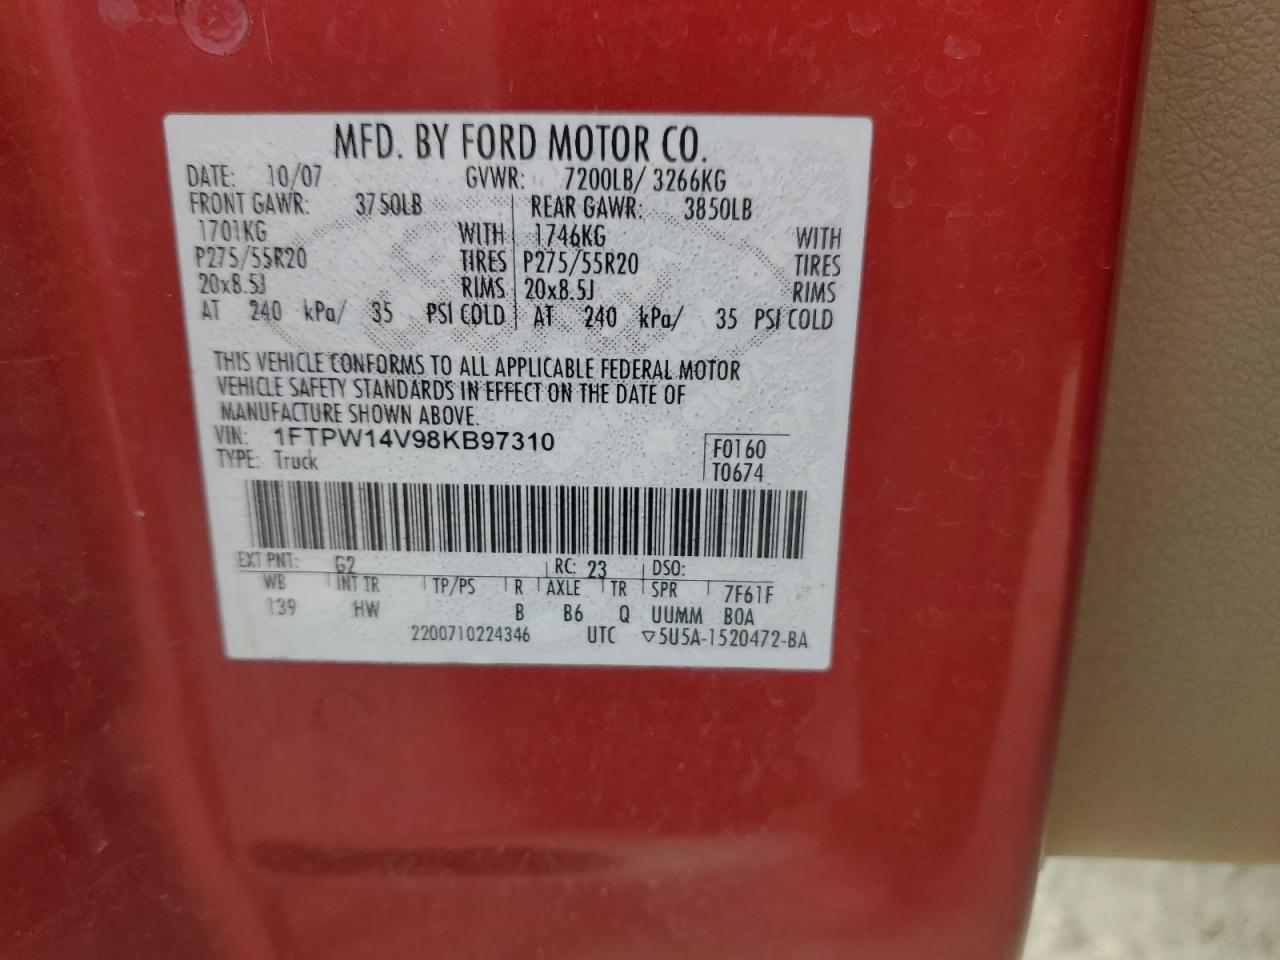 MFD. BY FORD MOTOR CO.
DATE: 10/07 GVWR: 7200LB/ 3266KG
FRONT GAWR: 3750LB REAR GAWR: 3850LB
1701KG WITH 1746KG WITH
P275/55R20 TIRES P275/55R20 TIRES
20x8.5J RIMS 20x8.5J RIMS
AT 240 kPa/ 35 PSI COLD AT 240 kPa/ 35 PSI COLD
THIS VEHICLE CONFORMS TO ALL APPLICABLE FEDERAL MOTOR
VEHICLE SAFETY STANDARDS IN EFFECT ON THE DATE OF
MANUFACTURE SHOWN ABOVE.
VIN: 1FTPW14V98KB97310 F0160
TYPE: Truck T0674
EXT PNT: G2 RC: 23 DSO:
WB INT TR TP/PS R AXLE TR SPR 7F61F
139 HW B B6 Q UUMM BOA
2200710224346 UTC ▽5U5A-1520472-BA